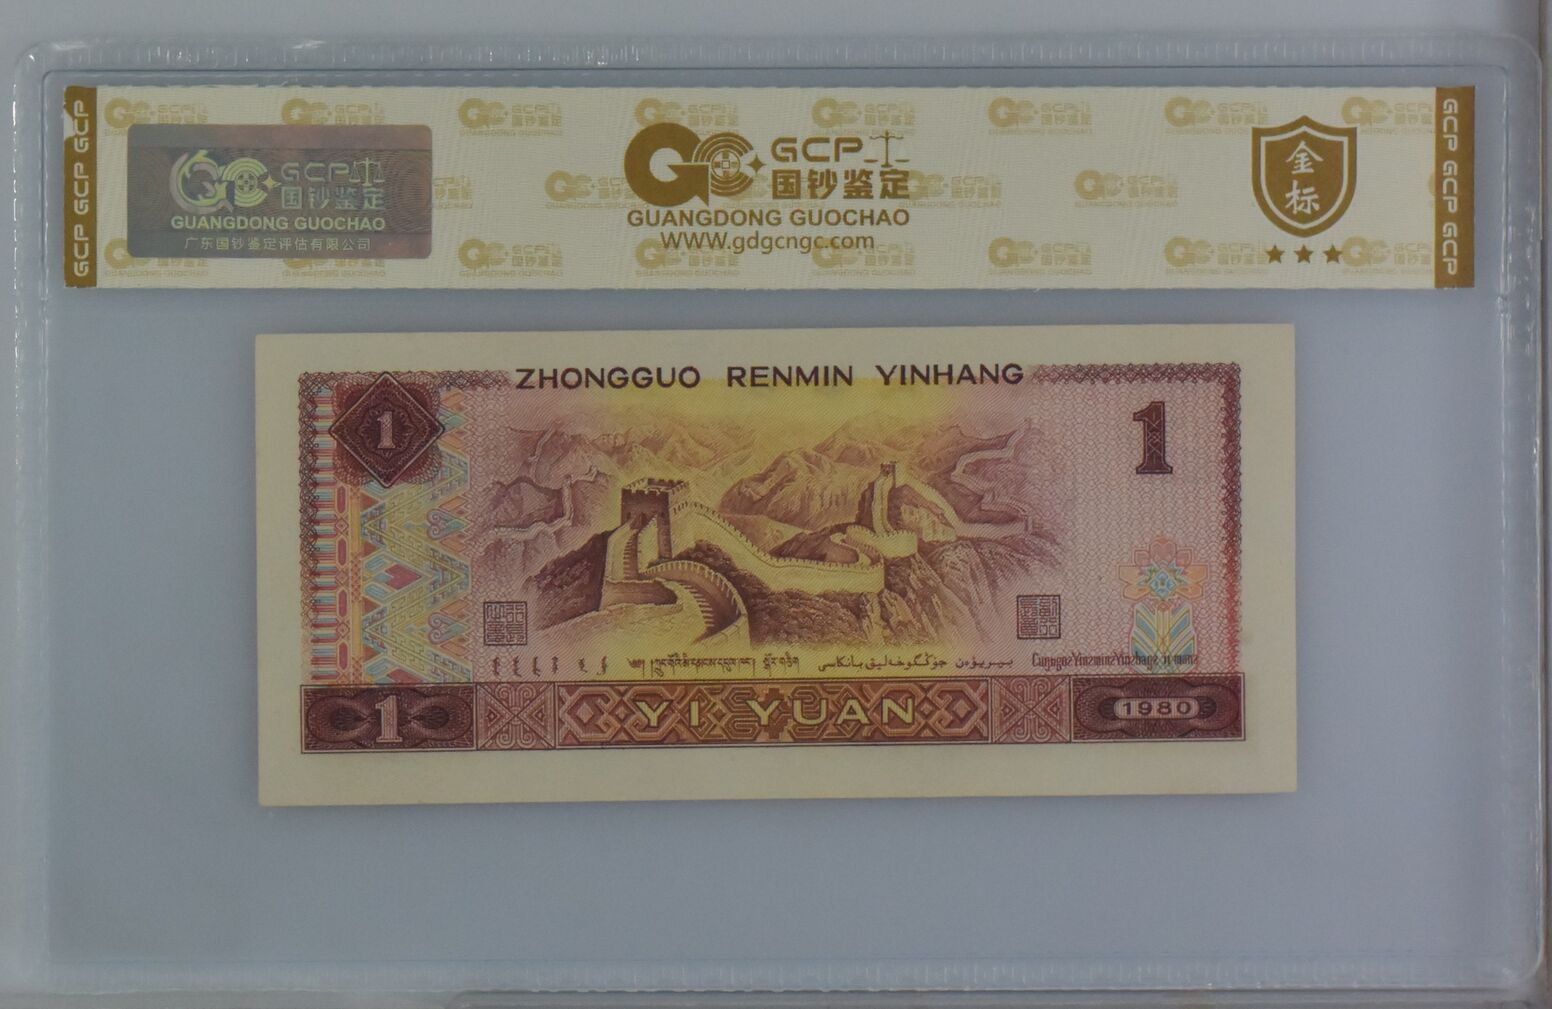 GCP GCP GCP
GCP
国钞鉴定
GUANGDONG GUOCHAO
广东国钞鉴定评估有限公司
GCP
国钞鉴定
GUANGDONG GUOCHAO
WWW.gdgcngc.com
金标
GCP GCP GCP
ZHONGGUO RENMIN YINHANG
1
1
1
YI YUAN
1980